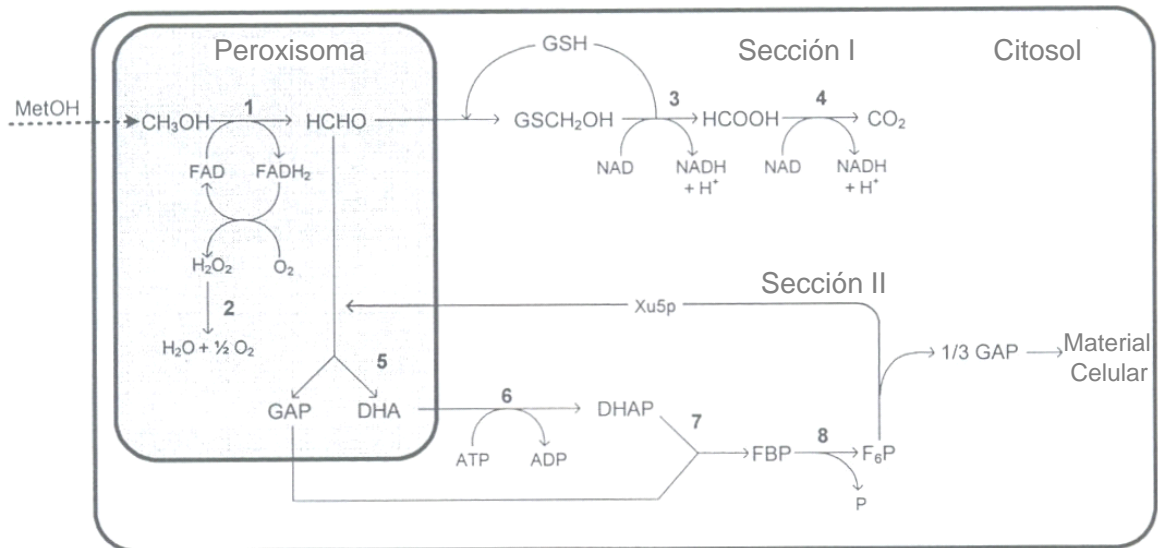 Peroxisoma
GSH
Sección I
Citosol
MetOH
CH₃OH
1
HCHO
GSCH₂OH
3
HCOOH
4
CO₂
FAD
FADH₂
NAD
NADH
+ H⁺
NAD
NADH
+ H⁺
H₂O₂
O₂
2
H₂O + ½ O₂
Sección II
Xu5p
5
1/3 GAP
Material
Celular
GAP
DHA
6
DHAP
7
ATP
ADP
FBP
8
F₆P
P